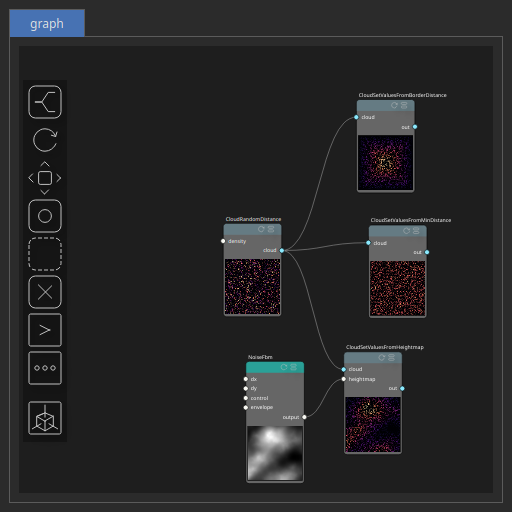 graph
CloudSetValuesFromBorderDistance
cloud
out
CloudRandomDistance
density
cloud
CloudSetValuesFromMinDistance
cloud
out
CloudSetValuesFromHeightmap
cloud
heightmap
out
NoiseFbm
dx
dy
control
envelope
output